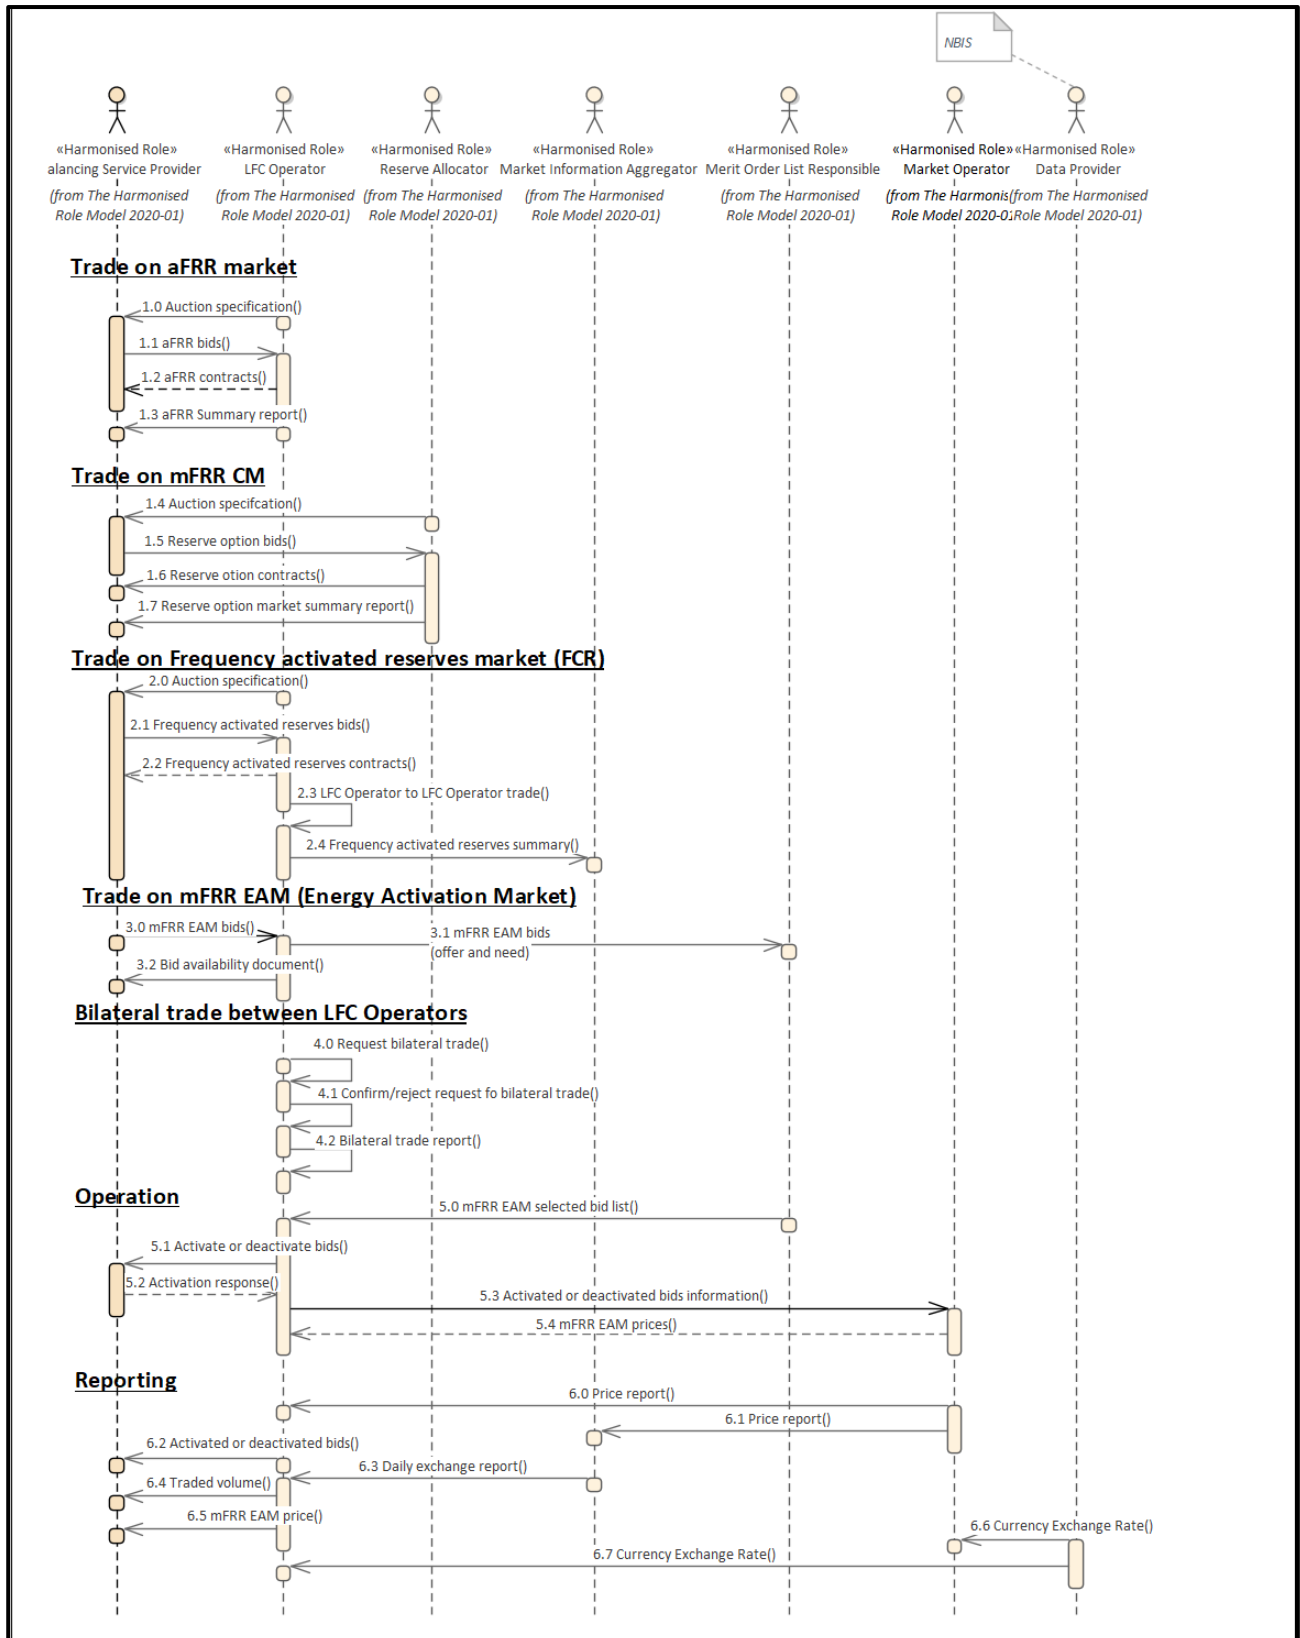 NBIS
«Harmonised Role» «Harmonised Role» «Harmonised Role» «Harmonised Role» «Harmonised Role» «Harmonised Role» «Harmonised Role»
alancing Service Provider LFC Operator Reserve Allocator Market Information Aggregator Merit Order List Responsible Market Operator Data Provider
(from The Harmonised (from The Harmonised (from The Harmonised (from The Harmonised (from The Harmonised (from The Harmonis (from The Harmonised
Role Model 2020-01) Role Model 2020-01) Role Model 2020-01) Role Model 2020-01) Role Model 2020-01) Role Model 2020-01 Role Model 2020-01)
Trade on aFRR market
1.0 Auction specification()
1.1 aFRR bids()
1.2 aFRR contracts()
1.3 aFRR Summary report()
Trade on mFRR CM
1.4 Auction specifcation()
1.5 Reserve option bids()
1.6 Reserve otion contracts()
1.7 Reserve option market summary report()
Trade on Frequency activated reserves market (FCR)
2.0 Auction specification()
2.1 Frequency activated reserves bids()
2.2 Frequency activated reserves contracts()
2.3 LFC Operator to LFC Operator trade()
2.4 Frequency activated reserves summary()
Trade on mFRR EAM (Energy Activation Market)
3.0 mFRR EAM bids()
3.1 mFRR EAM bids
(offer and need)
3.2 Bid availability document()
Bilateral trade between LFC Operators
4.0 Request bilateral trade()
4.1 Confirm/reject request fo bilateral trade()
4.2 Bilateral trade report()
Operation
5.0 mFRR EAM selected bid list()
5.1 Activate or deactivate bids()
5.2 Activation response()
5.3 Activated or deactivated bids information()
5.4 mFRR EAM prices()
Reporting
6.0 Price report()
6.1 Price report()
6.2 Activated or deactivated bids()
6.3 Daily exchange report()
6.4 Traded volume()
6.5 mFRR EAM price()
6.6 Currency Exchange Rate()
6.7 Currency Exchange Rate()